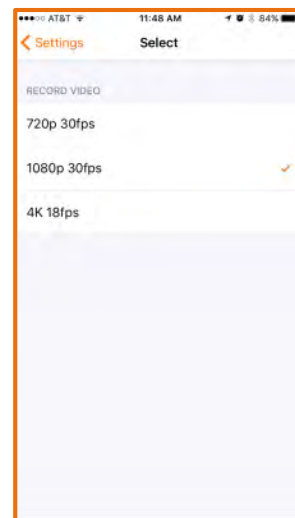 AT&T 11:48 AM 84%
Settings Select
RECORD VIDEO
720p 30fps
1080p 30fps
4K 18fps